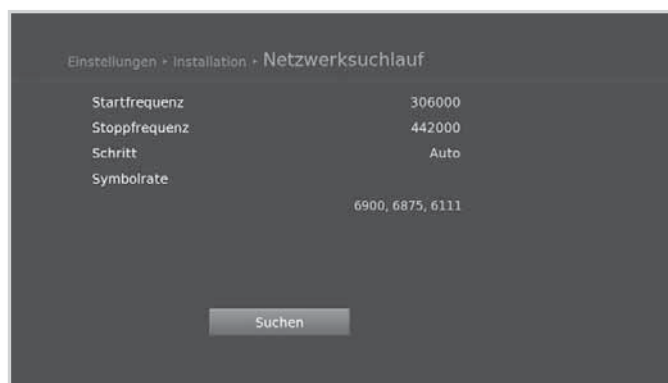 Einstellungen ▸ Installation ▸ Netzwerksuchlauf
Startfrequenz 306000
Stoppfrequenz 442000
Schritt Auto
Symbolrate
6900, 6875, 6111
Suchen